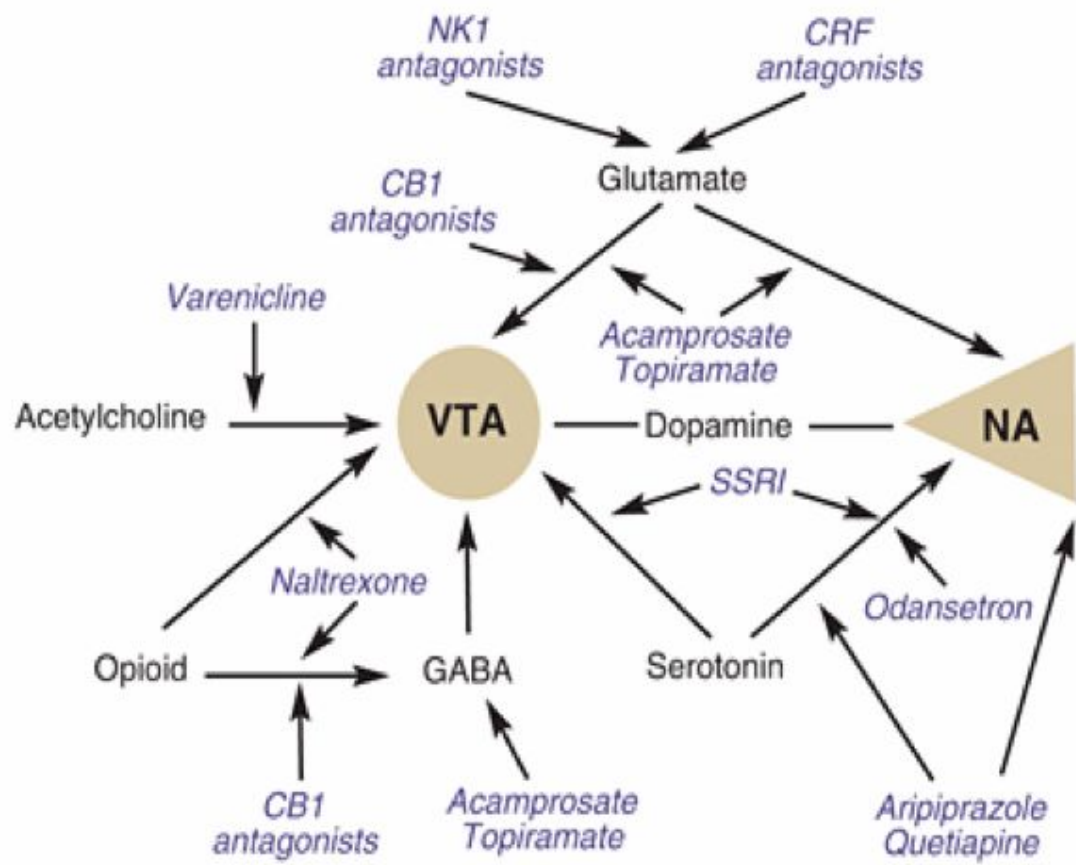 NK1
antagonists
CRF
antagonists
Glutamate
CB1
antagonists
Varenicline
Acamprosate
Topiramate
Acetylcholine
VTA
Dopamine
NA
SSRI
Naltrexone
Odansetron
Opioid
GABA
Serotonin
CB1
antagonists
Acamprosate
Topiramate
Aripiprazole
Quetiapine